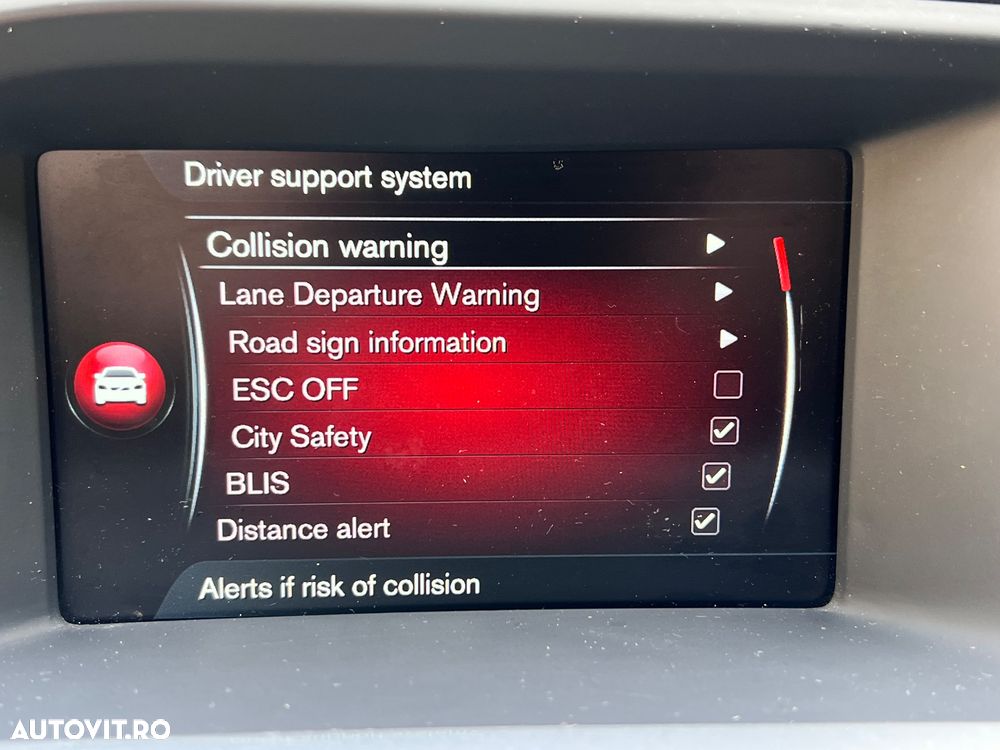 Driver support system
Collision warning
Lane Departure Warning
Road sign information
ESC OFF
City Safety
BLIS
Distance alert
Alerts if risk of collision
AUTOVIT.RO